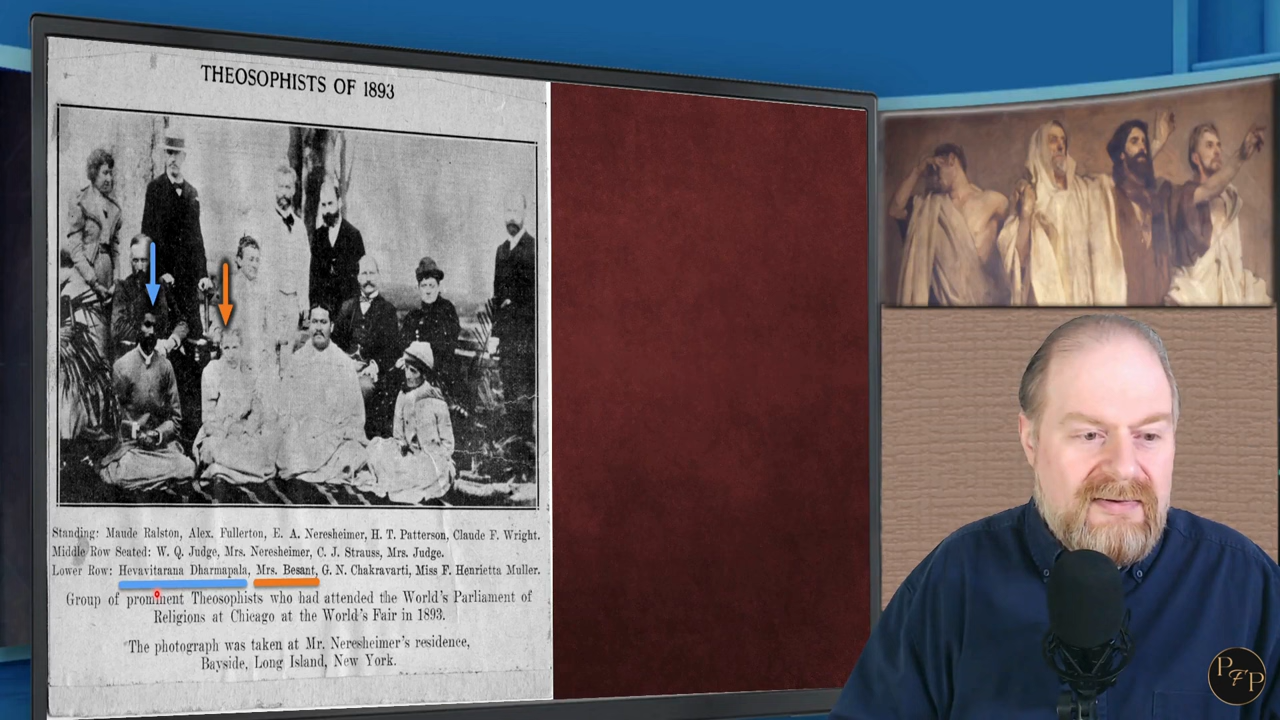 THEOSOPHISTS OF 1893
Standing: Maude Ralston, Alex. Fullerton, E. A. Neresheimer, H. T. Patterson, Claude F. Wright.
Middle Row Seated: W. Q. Judge, Mrs. Neresheimer, C. J. Strauss, Mrs. Judge.
Lower Row: Hevavitarana Dharmapala, Mrs. Besant, G. N. Chakravarti, Miss F. Henrietta Muller.
Group of prominent Theosophists who had attended the World's Parliament of
Religions at Chicago at the World's Fair in 1893.
The photograph was taken at Mr. Neresheimer's residence,
Bayside, Long Island, New York.
PFP